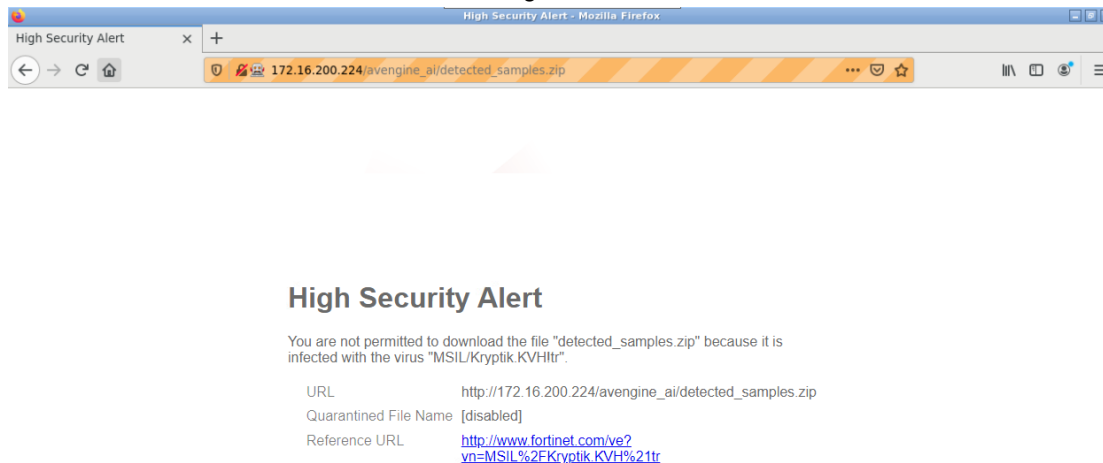 High Security Alert - Mozilla Firefox
High Security Alert
172.16.200.224/avengine_ai/detected_samples.zip
High Security Alert
You are not permitted to download the file "detected_samples.zip" because it is
infected with the virus "MSIL/Kryptik.KVH!tr".
URL http://172.16.200.224/avengine_ai/detected_samples.zip
Quarantined File Name [disabled]
Reference URL http://www.fortinet.com/ve?
vn=MSIL%2FKryptik.KVH%21tr